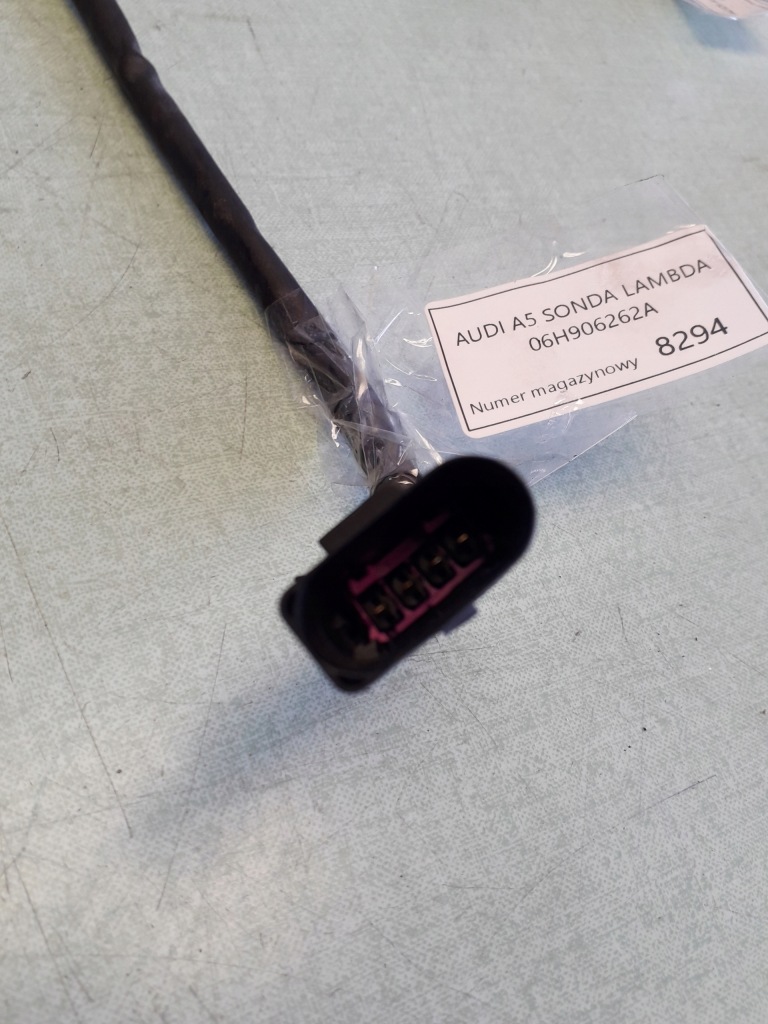 AUDI A5 SONDA LAMBDA
06H906262A
Numer magazynowy 8294